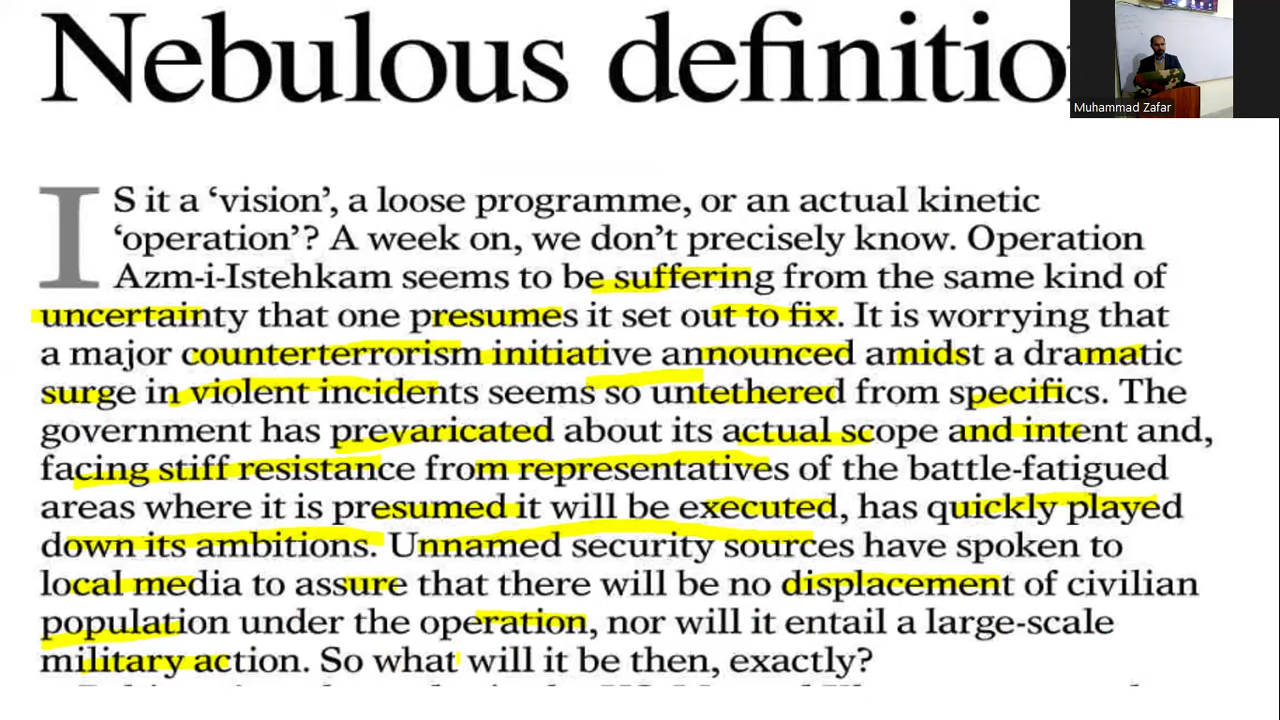 Nebulous definitio
Muhammad Zafar
IS it a ‘vision’, a loose programme, or an actual kinetic
‘operation’? A week on, we don’t precisely know. Operation
Azm-i-Istehkam seems to be suffering from the same kind of
uncertainty that one presumes it set out to fix. It is worrying that
a major counterterrorism initiative announced amidst a dramatic
surge in violent incidents seems so untethered from specifics. The
government has prevaricated about its actual scope and intent and,
facing stiff resistance from representatives of the battle-fatigued
areas where it is presumed it will be executed, has quickly played
down its ambitions. Unnamed security sources have spoken to
local media to assure that there will be no displacement of civilian
population under the operation, nor will it entail a large-scale
military action. So what will it be then, exactly?